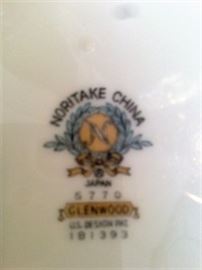 NORITAKE CHINA
N
JAPAN
5770
GLENWOOD
U.S. DESIGN PAT.
181393